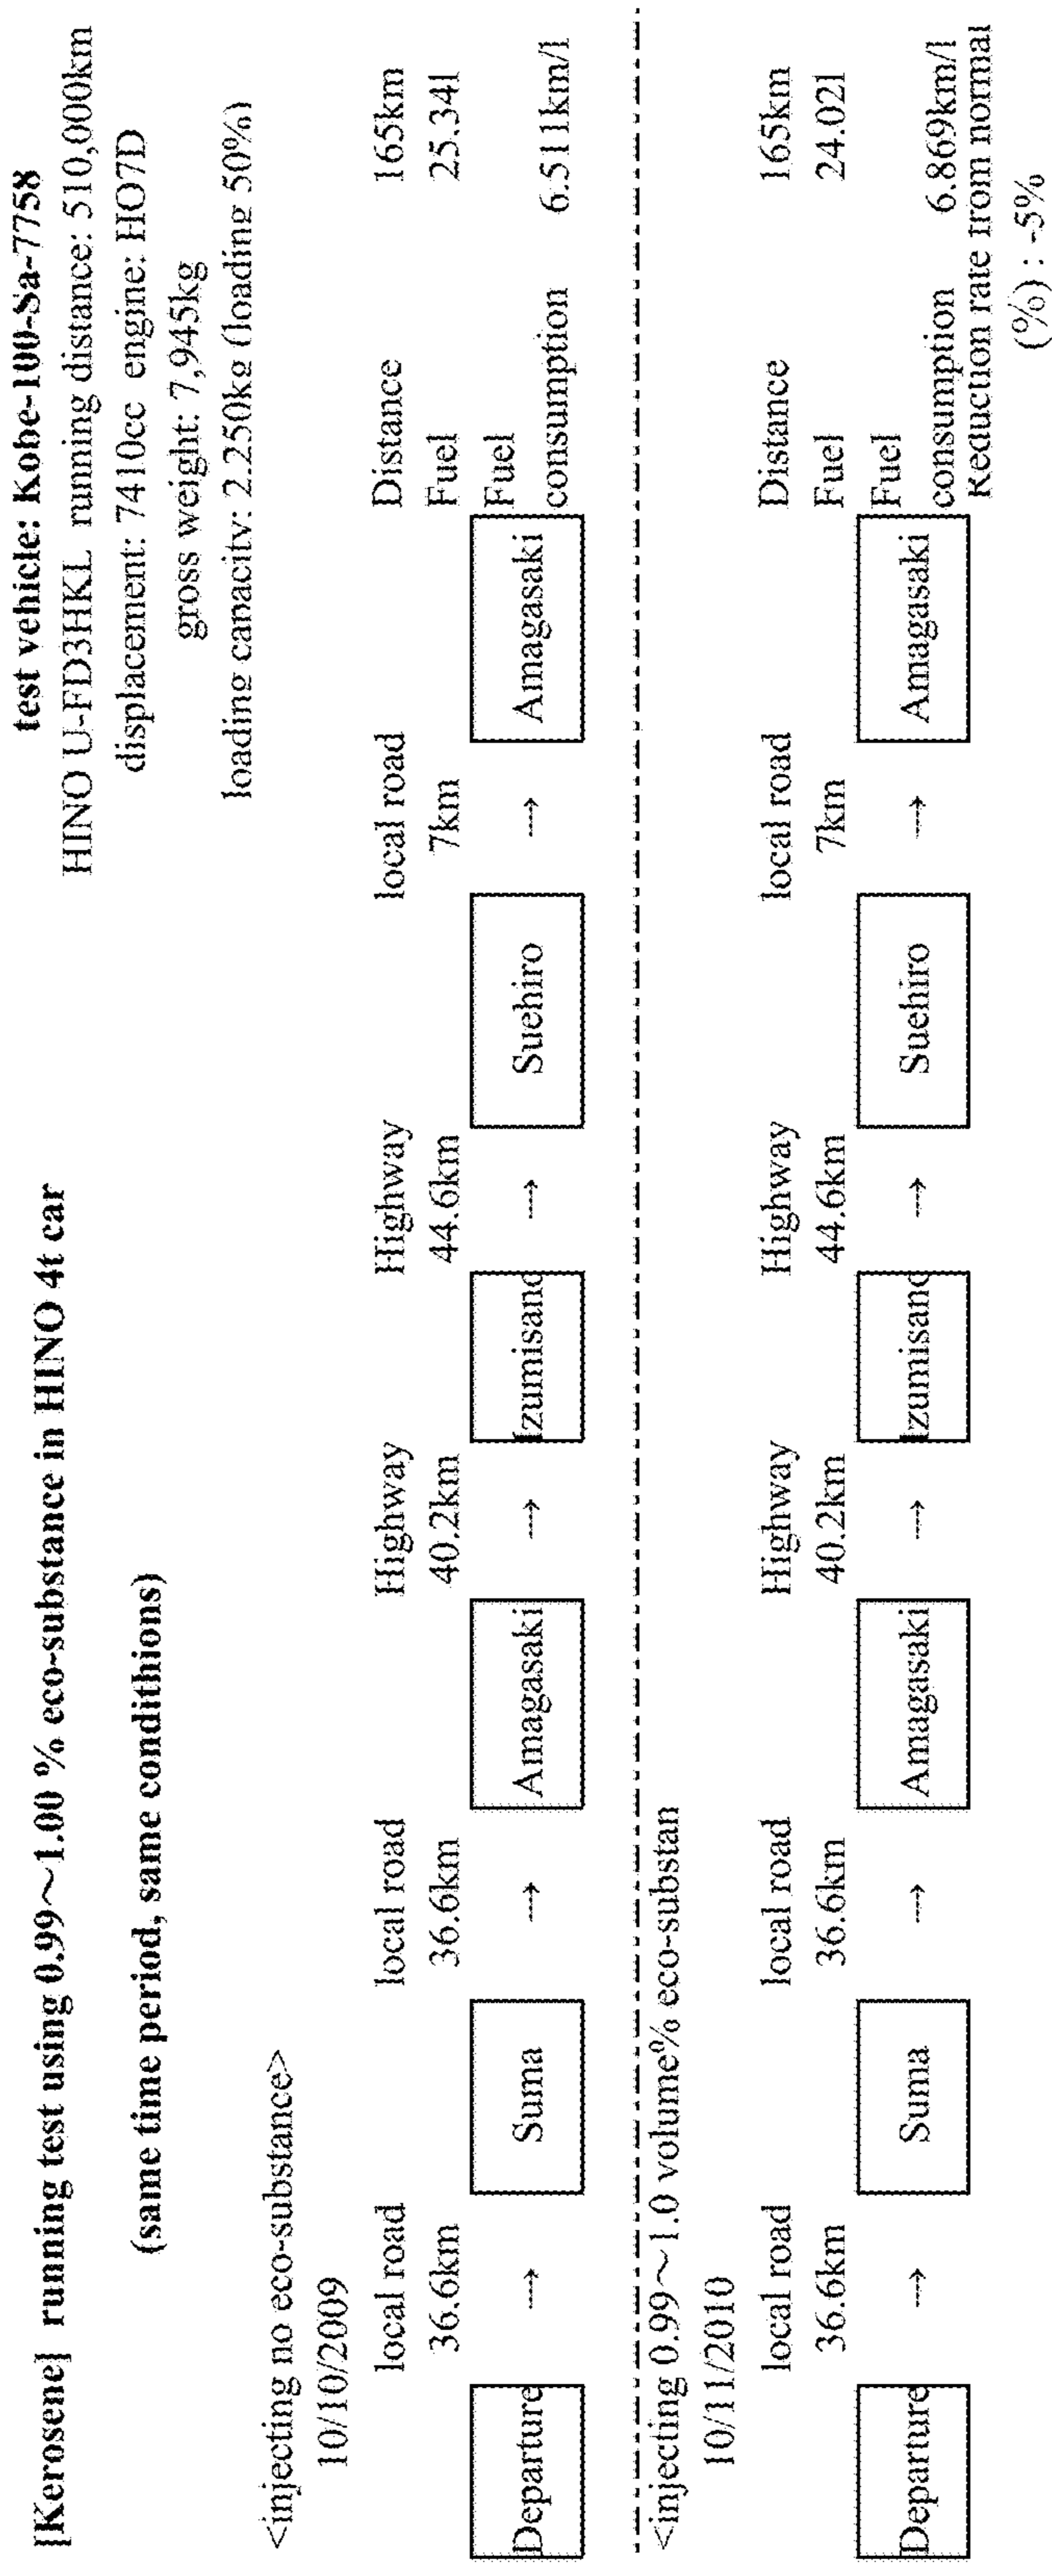 [Kerosene] running test using 0.99～1.00 % eco-substance in HINO 4t car
(same time period, same condithions)
test vehicle: Kobe-100-Sa-7758
HINO U-FD3HKL running distance: 510,000km
displacement: 7410cc engine: HO7D
gross weight: 7,945kg
loading capacity: 2.250kg (loading 50%)
<injecting no eco-substance>
10/10/2009
local road local road Highway Highway local road Distance 165km
36.6km 36.6km 40.2km 44.6km 7km Fuel 25.34l
Departure → Suma → Amagasaki → Izumisano → Suehiro → Amagasaki Fuel
consumption 6.511km/l
<injecting 0.99～1.0 volume% eco-substan
10/11/2010
local road local road Highway Highway local road Distance 165km
36.6km 36.6km 40.2km 44.6km 7km Fuel 24.02l
Departure → Suma → Amagasaki → Izumisano → Suehiro → Amagasaki Fuel
consumption 6.869km/l
Reduction rate from normal
(%) : -5%